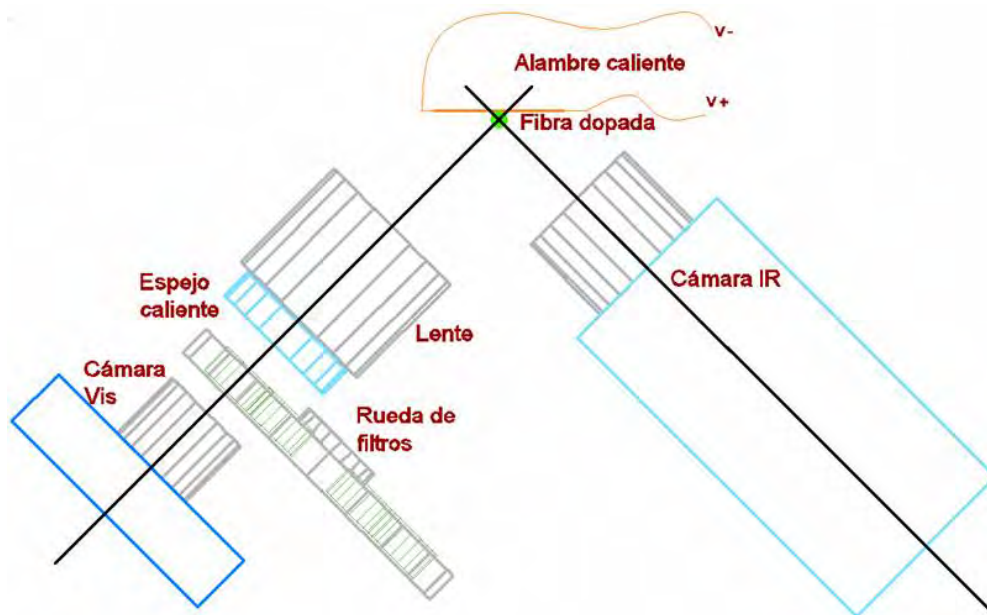 V-
Alambre caliente
V+
Fibra dopada
Espejo
caliente
Cámara IR
Lente
Cámara
Vis
Rueda de
filtros